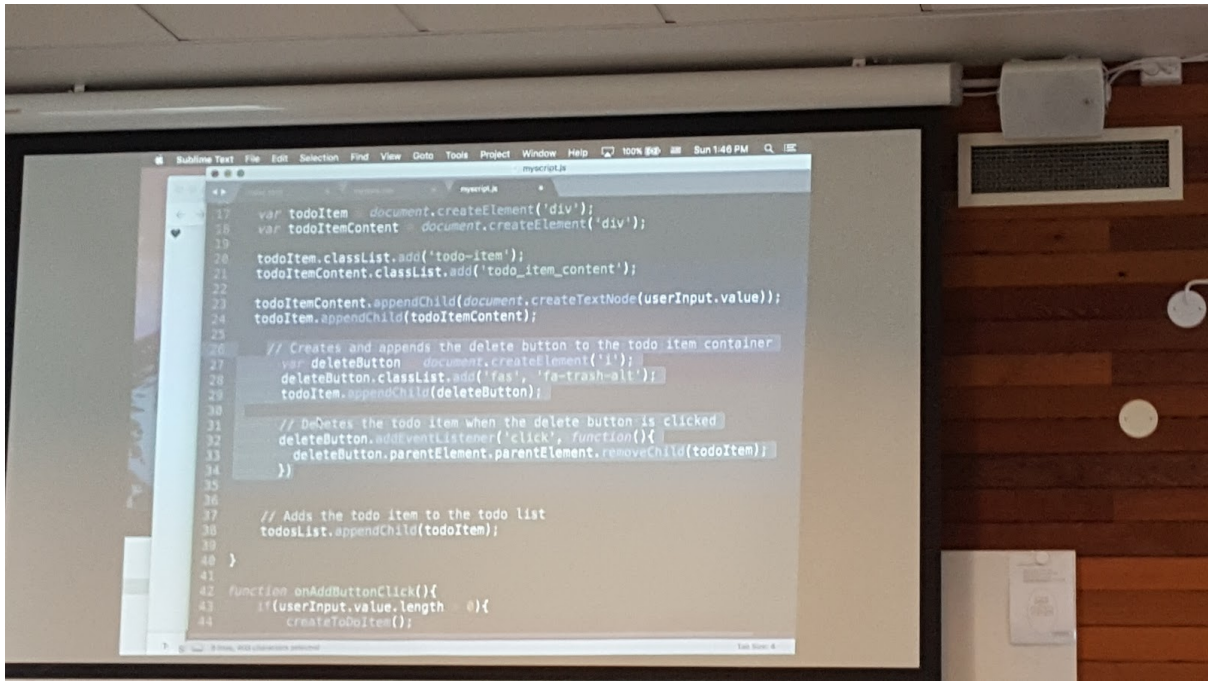 Sublime Text File Edit Selection Find View Goto Tools Project Window Help 100% Sun 1:46 PM
myscript.js
myscript.js
17 var todoItem document.createElement('div');
18 var todoItemContent = document.createElement('div');
19
20 todoItem.classList.add('todo-item');
21 todoItemContent.classList.add('todo_item_content');
22
23 todoItemContent.appendChild(document.createTextNode(userInput.value));
24 todoItem.appendChild(todoItemContent);
25
26 // Creates and appends the delete button to the todo item container
27 var deleteButton document.createElement('i');
28 deleteButton.classList.add('fas', 'fa-trash-alt');
29 todoItem.appendChild(deleteButton);
30
31 // Deletes the todo item when the delete button is clicked
32 deleteButton.addEventListener('click', function(){
33 deleteButton.parentElement.parentElement.removeChild(todoItem);
34 })
35
36
37 // Adds the todo item to the todo list
38 todosList.appendChild(todoItem);
39
40 }
41
42 function onAddButtonClick(){
43 if(userInput.value.length 0){
44 createToDoItem();
Tab Size: 4